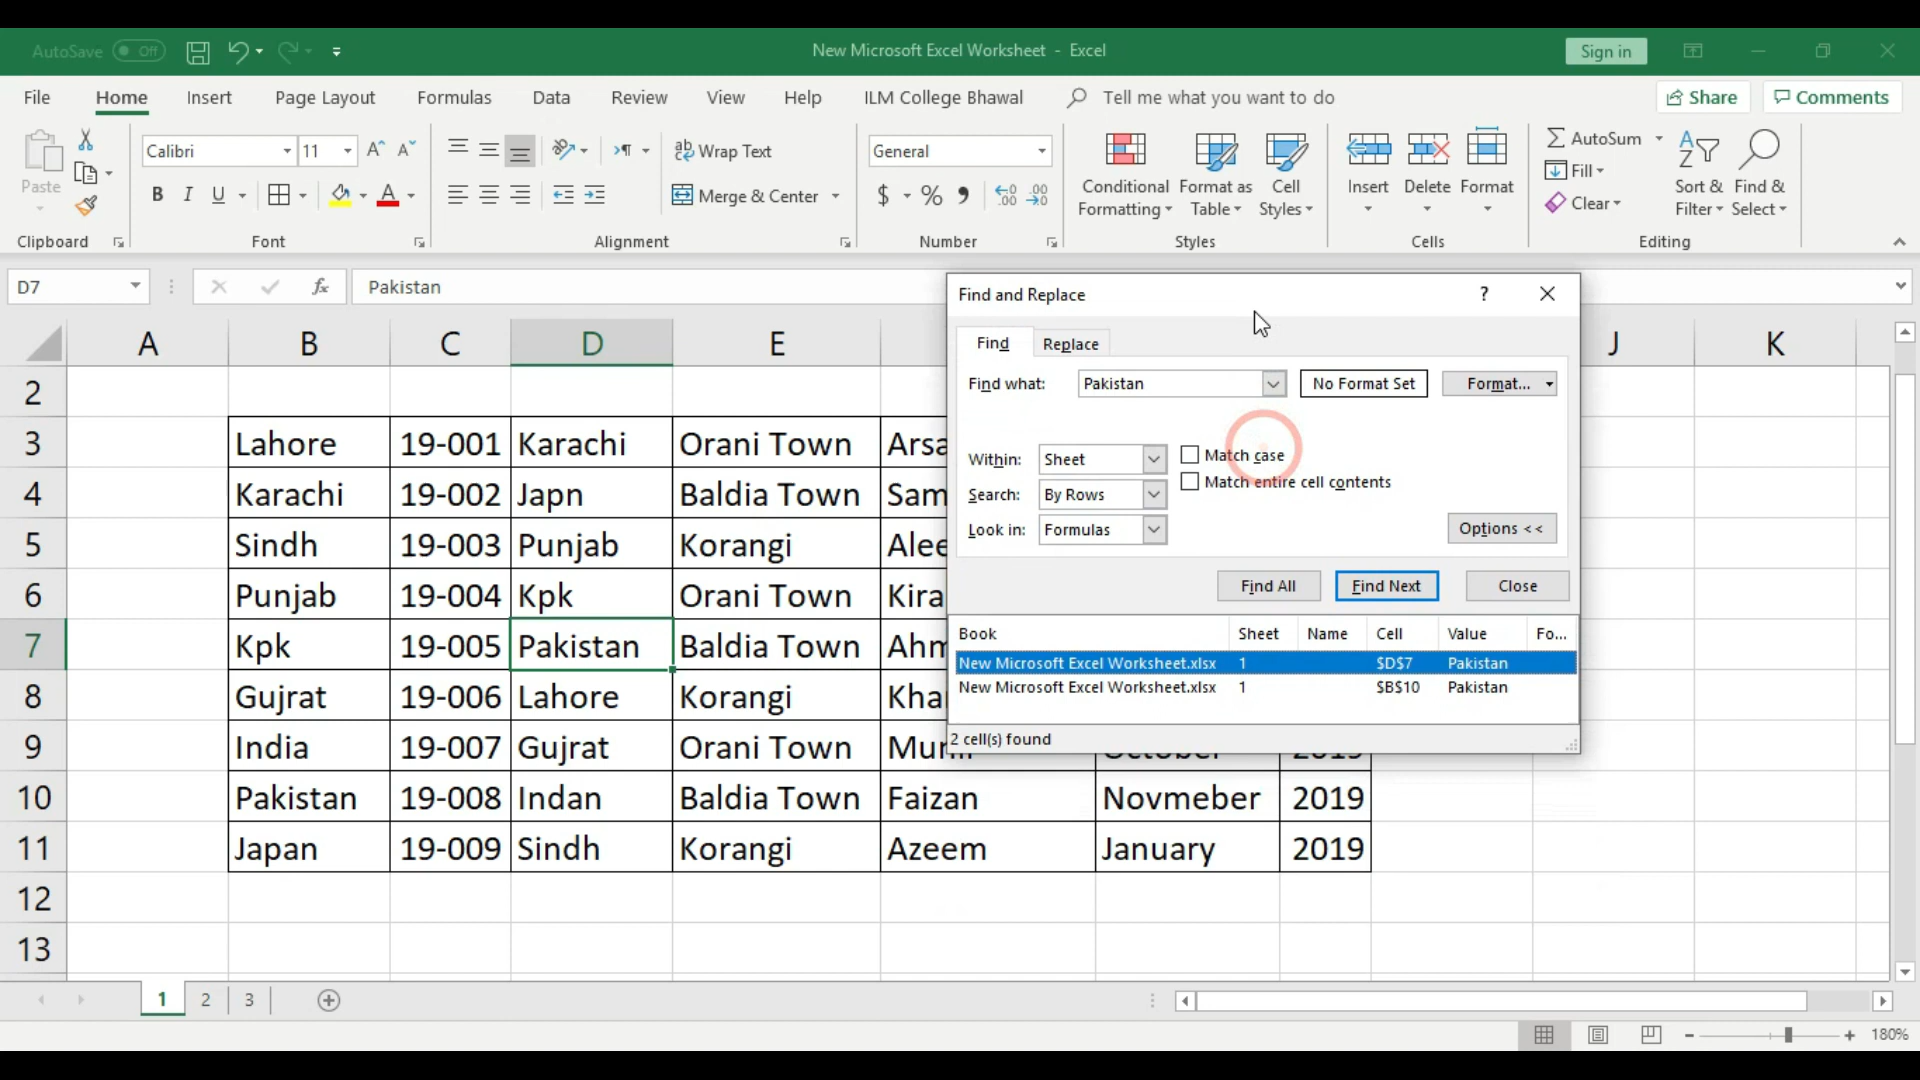 AutoSave Off New Microsoft Excel Worksheet - Excel Sign in
File Home Insert Page Layout Formulas Data Review View Help ILM College Bhawal Tell me what you want to do Share Comments
Paste Calibri 11 Wrap Text General Conditional Formatting Format as Table Cell Styles Insert Delete Format AutoSum Fill Clear Sort & Filter Find & Select
B I U A Merge & Center $ % ,
Clipboard Font Alignment Number Styles Cells Editing
D7 fx Pakistan
Find and Replace ?
Find Replace
Find what: Pakistan No Format Set Format...
Within: Sheet Match case
Search: By Rows Match entire cell contents
Look in: Formulas Options <<
Find All Find Next Close
Book Sheet Name Cell Value Fo...
New Microsoft Excel Worksheet.xlsx 1 $D$7 Pakistan
New Microsoft Excel Worksheet.xlsx 1 $B$10 Pakistan
2 cell(s) found
A B C D E J K
2
3 Lahore 19-001 Karachi Orani Town Arsa
4 Karachi 19-002 Japn Baldia Town Sam
5 Sindh 19-003 Punjab Korangi Alee
6 Punjab 19-004 Kpk Orani Town Kira
7 Kpk 19-005 Pakistan Baldia Town Ahm
8 Gujrat 19-006 Lahore Korangi Kha
9 India 19-007 Gujrat Orani Town October 2019
10 Pakistan 19-008 Indan Baldia Town Faizan Novmeber 2019
11 Japan 19-009 Sindh Korangi Azeem January 2019
12
13
1 2 3
180%